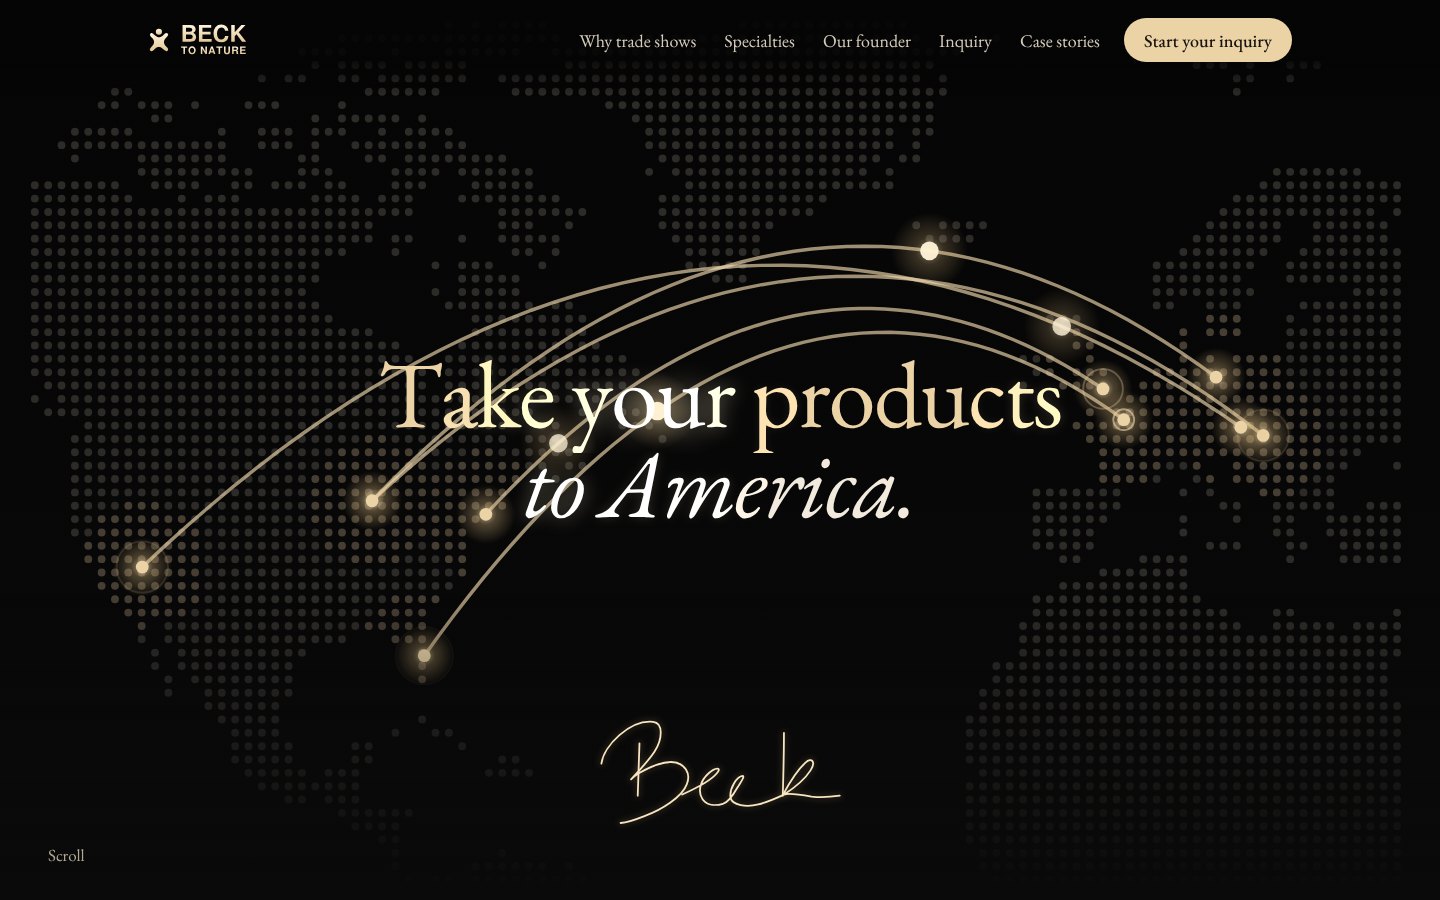 BECK
TO NATURE
Why trade shows
Specialties
Our founder
Inquiry
Case stories
Start your inquiry
Take your products
to America.
Beck
Scroll